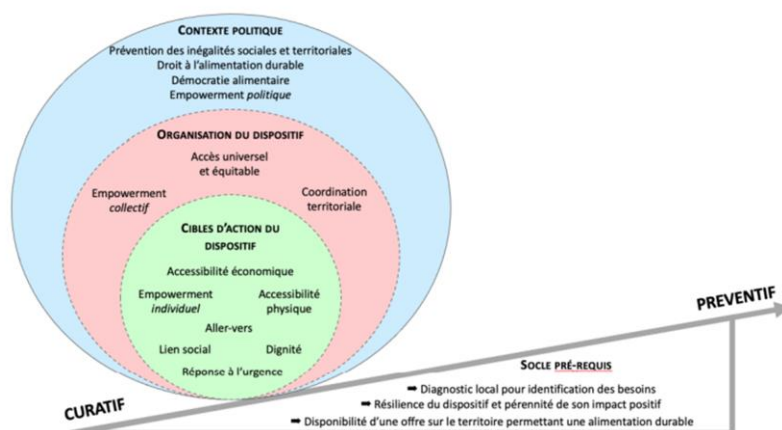 CONTEXTE POLITIQUE
Prévention des inégalités sociales et territoriales
Droit à l'alimentation durable
Démocratie alimentaire
Empowerment politique
ORGANISATION DU DISPOSITIF
Accès universel
et équitable
Empowerment
collectif
Coordination
territoriale
CIBLES D'ACTION DU
DISPOSITIF
Accessibilité économique
Empowerment
individuel
Accessibilité
physique
Aller-vers
Lien social
Dignité
Réponse à l'urgence
CURATIF
PREVENTIF
SOCLE PRÉ-REQUIS
➡ Diagnostic local pour identification des besoins
➡ Résilience du dispositif et pérennité de son impact positif
➡ Disponibilité d'une offre sur le territoire permettant une alimentation durable